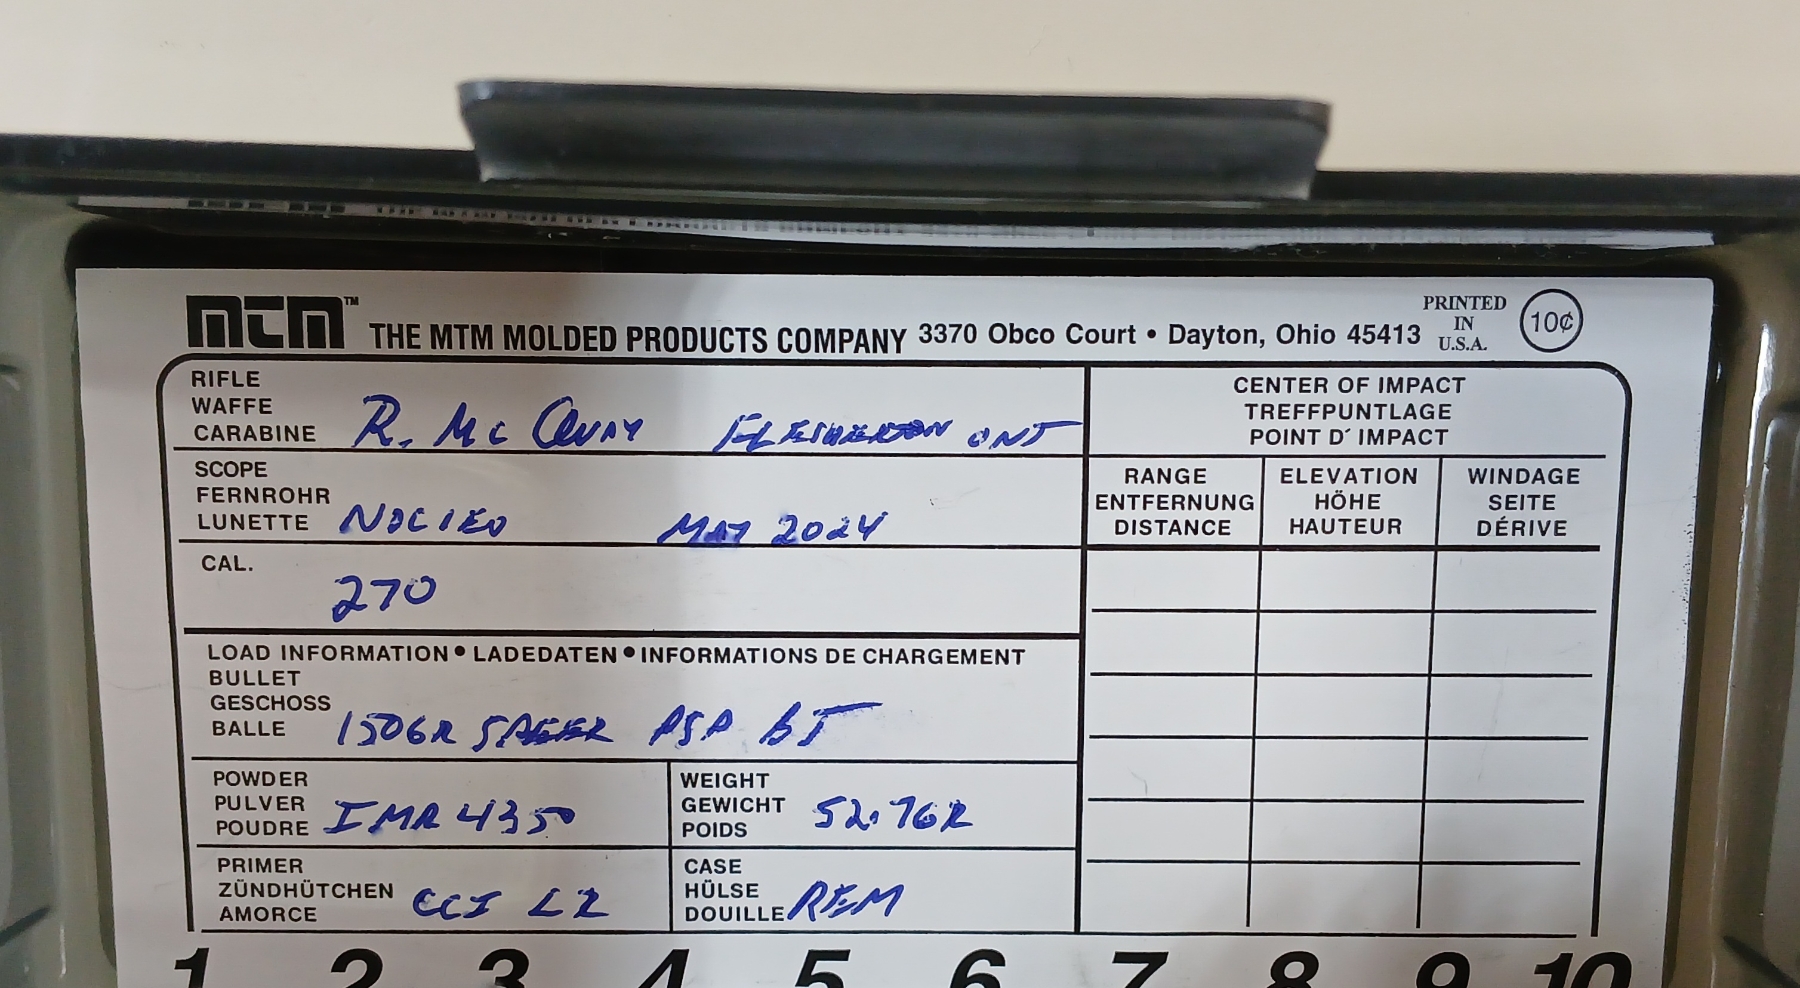 MTM™ THE MTM MOLDED PRODUCTS COMPANY 3370 Obco Court • Dayton, Ohio 45413 PRINTED IN U.S.A. 10¢
RIFLE
WAFFE
CARABINE R. Mc QUAY FLESHERTON ONT
SCOPE
FERNROHR
LUNETTE MAY 2024
CAL.
270
LOAD INFORMATION • LADEDATEN • INFORMATIONS DE CHARGEMENT
BULLET
GESCHOSS
BALLE 150GR BT
POWDER
PULVER
POUDRE IMR 4350
WEIGHT
GEWICHT
POIDS 52.7GR
PRIMER
ZÜNDHÜTCHEN
AMORCE CCI LR
CASE
HÜLSE
DOUILLE REM
CENTER OF IMPACT
TREFFPUNTLAGE
POINT D´ IMPACT
RANGE
ENTFERNUNG
DISTANCE
ELEVATION
HÖHE
HAUTEUR
WINDAGE
SEITE
DÉRIVE
1 2 3 4 5 6 7 8 9 10